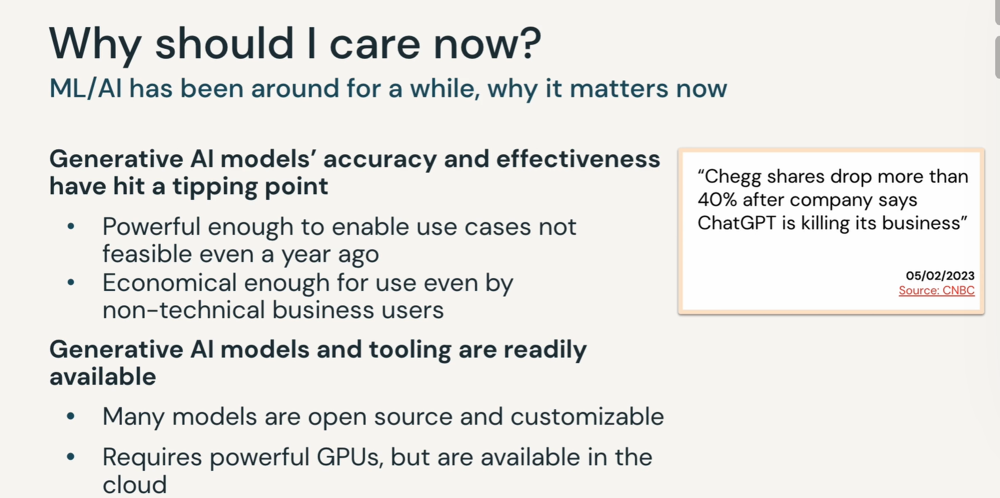 Why should I care now?
ML/AI has been around for a while, why it matters now
Generative AI models’ accuracy and effectiveness
have hit a tipping point
• Powerful enough to enable use cases not
feasible even a year ago
• Economical enough for use even by
non-technical business users
Generative AI models and tooling are readily
available
• Many models are open source and customizable
• Requires powerful GPUs, but are available in the
cloud
“Chegg shares drop more than
40% after company says
ChatGPT is killing its business”
05/02/2023
Source: CNBC